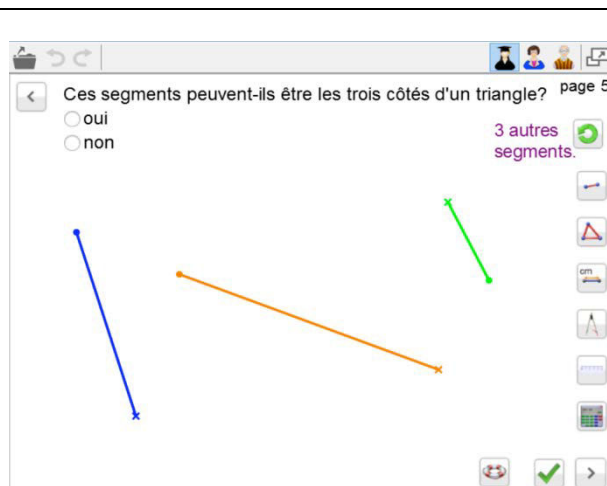 Ces segments peuvent-ils être les trois côtés d'un triangle? page 5
oui
non
3 autres
segments.
cm